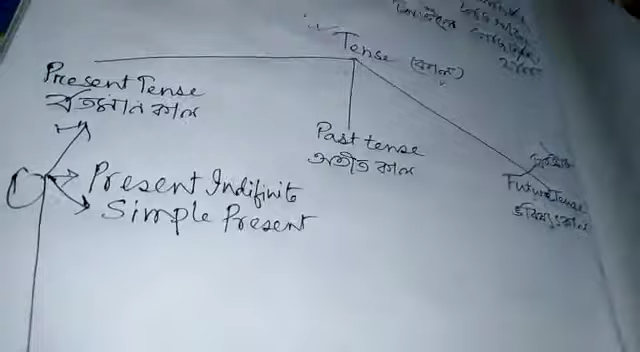 Tense (কাল)
Present Tense
বর্তমান কাল
Past tense
অতীত কাল
Future Tense
ভবিষ্যৎ কাল
Present Indifinite
Simple Present